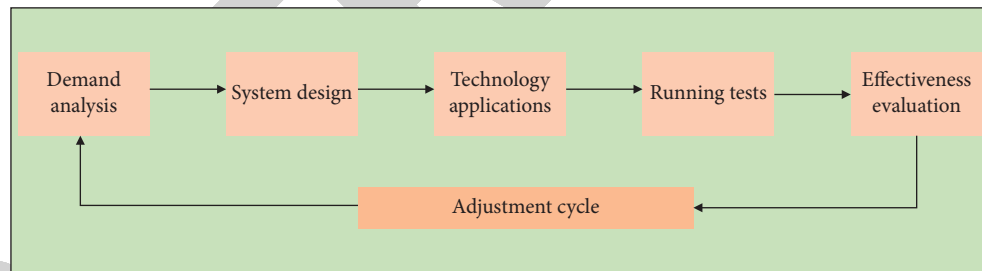 Demand
analysis
System design
Technology
applications
Running tests
Effectiveness
evaluation
Adjustment cycle